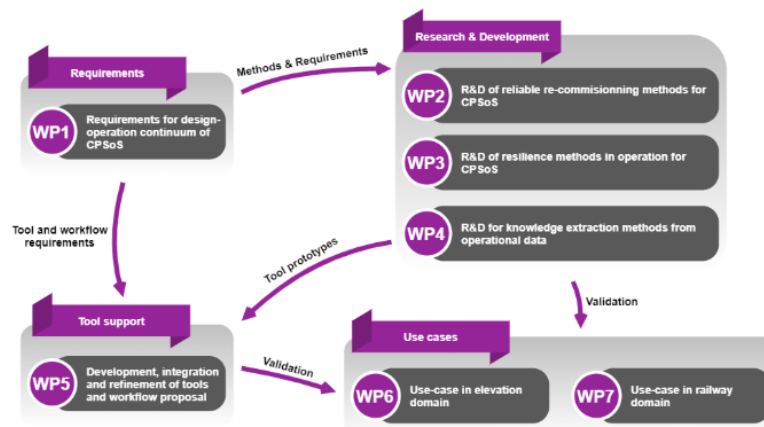 Requirements
WP1
Requirements for design-
operation continuum of
CPSoS
Methods & Requirements
Research & Development
WP2
R&D of reliable re-commisionning methods for
CPSoS
WP3
R&D of resilience methods in operation for
CPSoS
WP4
R&D for knowledge extraction methods from
operational data
Tool and workflow
requirements
Tool prototypes
Validation
Tool support
WP5
Development, integration
and refinement of tools
and workflow proposal
Validation
Use cases
WP6
Use-case in elevation
domain
WP7
Use-case in railway
domain